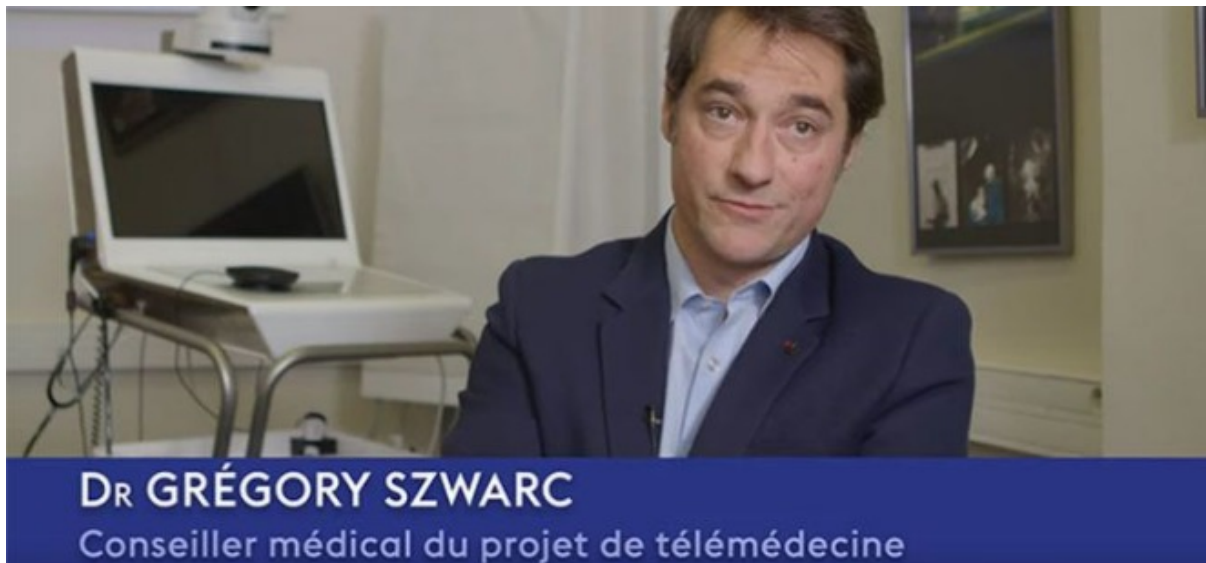 DR GRÉGORY SZWARC
Conseiller médical du projet de télémédecine